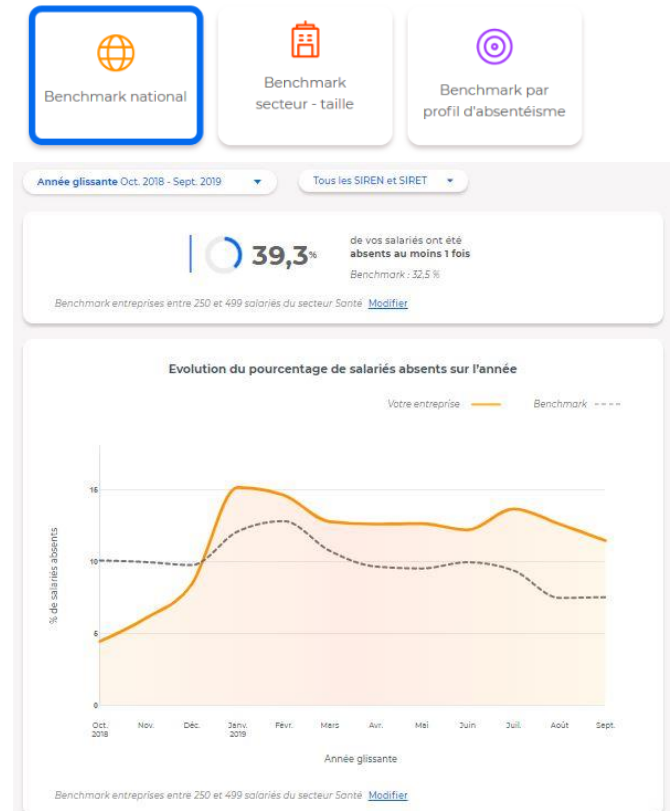 Benchmark national
Benchmark
secteur - taille
Benchmark par
profil d'absentéisme
Année glissante Oct. 2018 - Sept. 2019
Tous les SIREN et SIRET
39,3%
de vos salariés ont été
absents au moins 1 fois
Benchmark : 32,5 %
Benchmark entreprises entre 250 et 499 salariés du secteur Santé Modifier
Evolution du pourcentage de salariés absents sur l'année
Votre entreprise
Benchmark
% de salariés absents
15
10
5
0
Oct. 2018
Nov.
Déc.
Janv. 2019
Févr.
Mars
Avr.
Mai
Juin
Juil.
Août
Sept.
Année glissante
Benchmark entreprises entre 250 et 499 salariés du secteur Santé Modifier